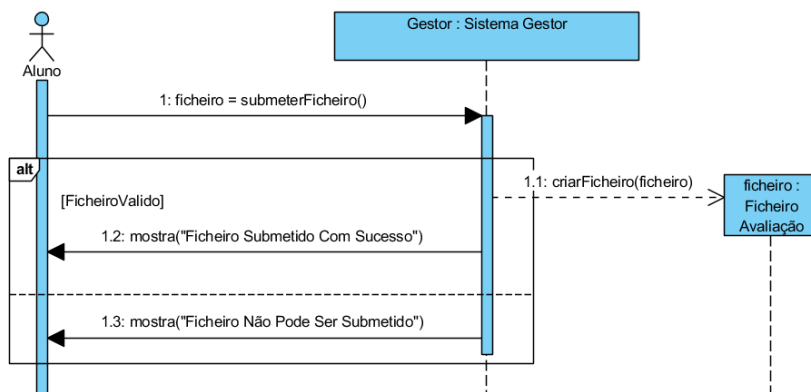 Gestor : Sistema Gestor
Aluno
1: ficheiro = submeterFicheiro()
alt
[FicheiroValido]
1.1: criarFicheiro(ficheiro)
ficheiro :
Ficheiro
Avaliação
1.2: mostra("Ficheiro Submetido Com Sucesso")
1.3: mostra("Ficheiro Não Pode Ser Submetido")